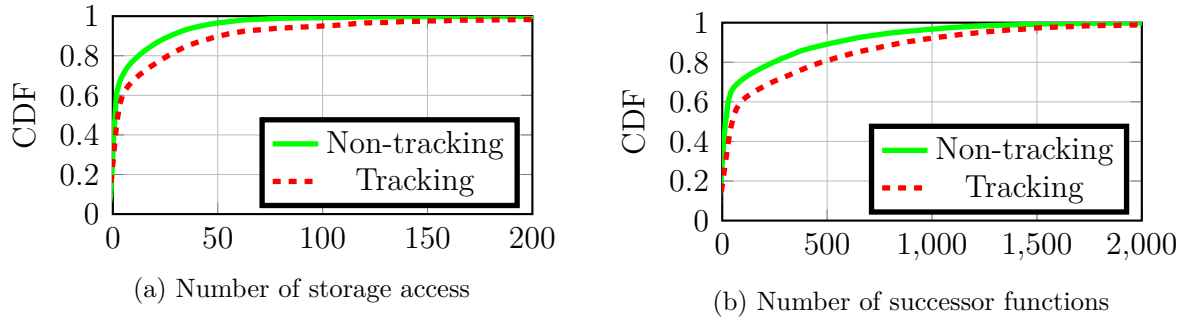 1
0.8
0.6
0.4
0.2
0
CDF
Non-tracking
Tracking
0 50 100 150 200
(a) Number of storage access
1
0.8
0.6
0.4
0.2
0
CDF
Non-tracking
Tracking
0 500 1,000 1,500 2,000
(b) Number of successor functions